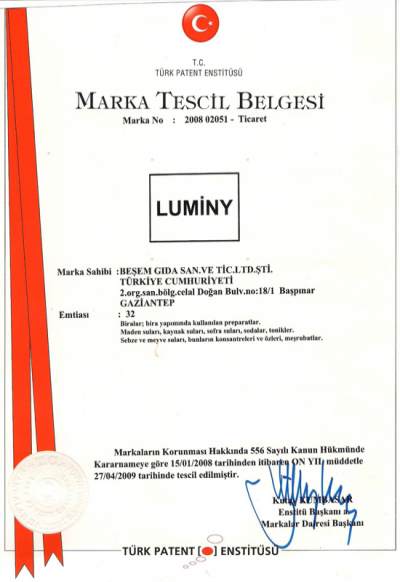 T.C.
TÜRK PATENT ENSTİTÜSÜ
MARKA TESCİL BELGESİ
Marka No : 2008 02051 - Ticaret
LUMİNY
Marka Sahibi :BEŞEM GIDA SAN.VE TİC.LTD.ŞTİ.
TÜRKİYE CUMHURİYETİ
2.org.san.bölg.celal Doğan Bulv.no:18/1 Başpınar
GAZİANTEP
Emtiası : 32
Biralar; bira yapımında kullanılan preparatlar.
Maden suları, kaynak suları, sofra suları, sodalar, tonikler.
Sebze ve meyve suları, bunların konsantreleri ve özleri, meşrubatlar.
Markaların Korunması Hakkında 556 Sayılı Kanun Hükmünde
Kararnameye göre 15/01/2008 tarihinden itibaren ON YIL müddetle
27/04/2009 tarihinde tescil edilmiştir.
KUMBASAR
Enstitü Başkanı a.
Markalar Dairesi Başkanı
TÜRK PATENT ENSTİTÜSÜ